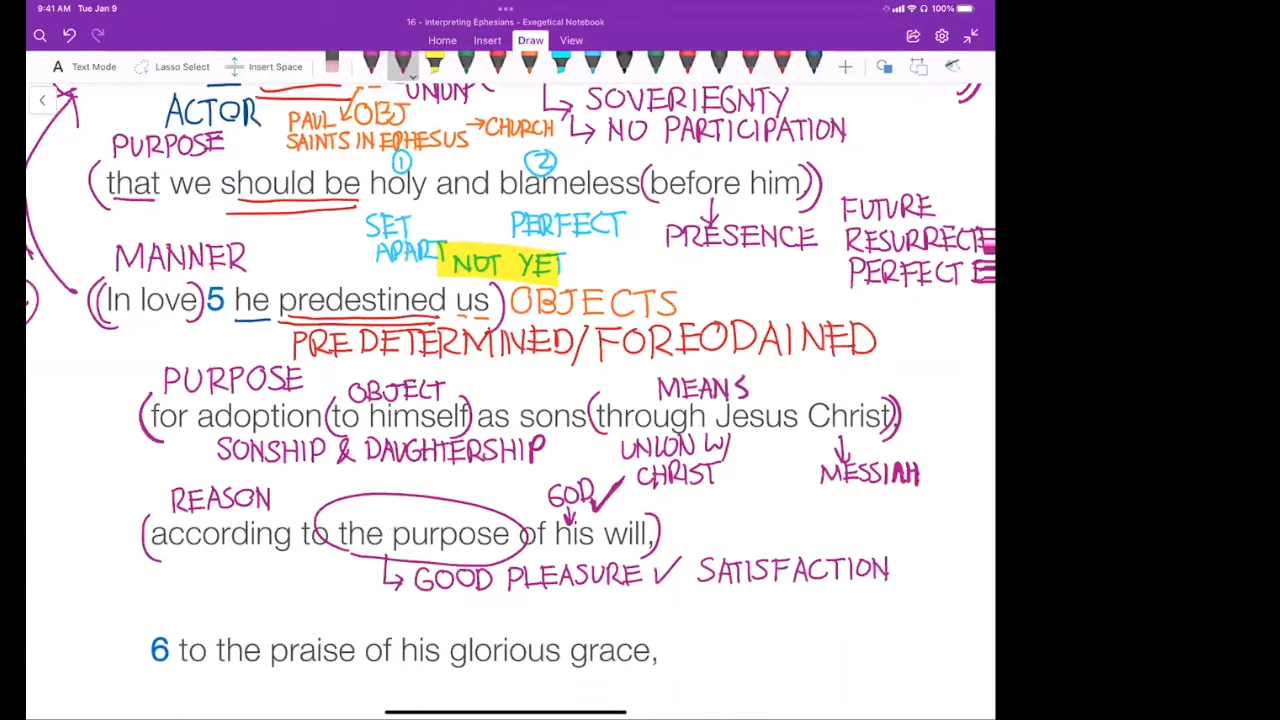 9:41 AM Tue Jan 9
100%
16 - Interpreting Ephesians - Exegetical Notebook
Home Insert Draw View
A Text Mode Lasso Select Insert Space
ACTOR
UNION
OBJ
PAUL
SAINTS IN EPHESUS
CHURCH
SOVERIEGNTY
NO PARTICIPATION
PURPOSE
1 2
(that we should be holy and blameless (before him,))
SET
APART
PERFECT
PRESENCE
FUTURE
RESURRECTE
PERFECTE
NOT YET
MANNER
((In love) 5 he predestined us) OBJECTS
PREDETERMINED/FOREODAINED
PURPOSE
OBJECT
MEANS
(for adoption (to himself) as sons (through Jesus Christ,))
SONSHIP & DAUGHTERSHIP
UNION W/
CHRIST
MESSIAH
REASON
GOD
(according to the purpose of his will,)
GOOD PLEASURE ✓ SATISFACTION
6 to the praise of his glorious grace,